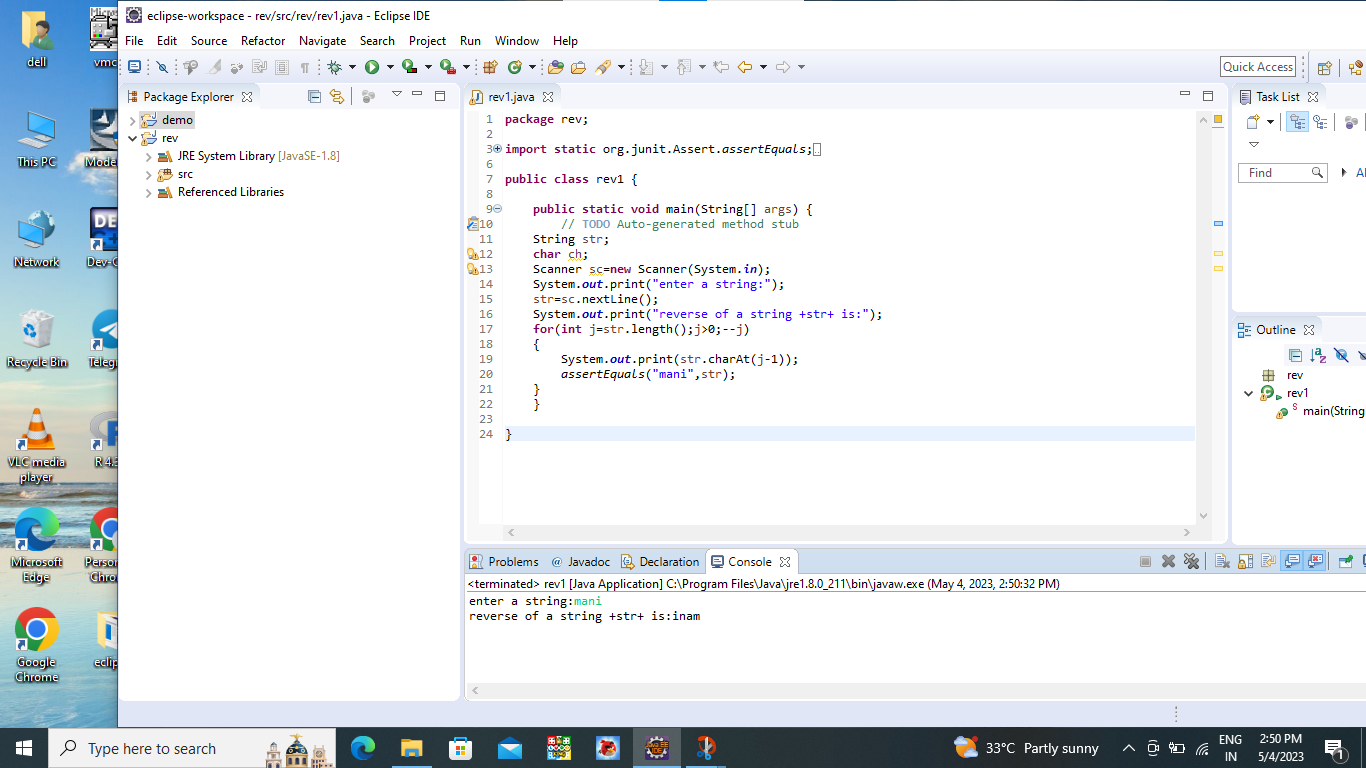 eclipse-workspace - rev/src/rev/rev1.java - Eclipse IDE
File Edit Source Refactor Navigate Search Project Run Window Help
Quick Access
dell
vmc
This PC
Mode
Network
Dev-C
Recycle Bin
Telegr
VLC media
player
R 4.3
Microsoft
Edge
Person
Chro
Google
Chrome
eclip
Package Explorer
demo
rev
JRE System Library [JavaSE-1.8]
src
Referenced Libraries
rev1.java
1 package rev;
2
3 import static org.junit.Assert.assertEquals;
6
7 public class rev1 {
8
9 public static void main(String[] args) {
10 // TODO Auto-generated method stub
11 String str;
12 char ch;
13 Scanner sc=new Scanner(System.in);
14 System.out.print("enter a string:");
15 str=sc.nextLine();
16 System.out.print("reverse of a string +str+ is:");
17 for(int j=str.length();j>0;--j)
18 {
19 System.out.print(str.charAt(j-1));
20 assertEquals("mani",str);
21 }
22 }
23
24 }
Task List
Find
Al
Outline
rev
rev1
S main(String
Problems @ Javadoc Declaration Console
<terminated> rev1 [Java Application] C:\Program Files\Java\jre1.8.0_211\bin\javaw.exe (May 4, 2023, 2:50:32 PM)
enter a string:mani
reverse of a string +str+ is:inam
Type here to search
33°C Partly sunny
ENG
IN
2:50 PM
5/4/2023
1